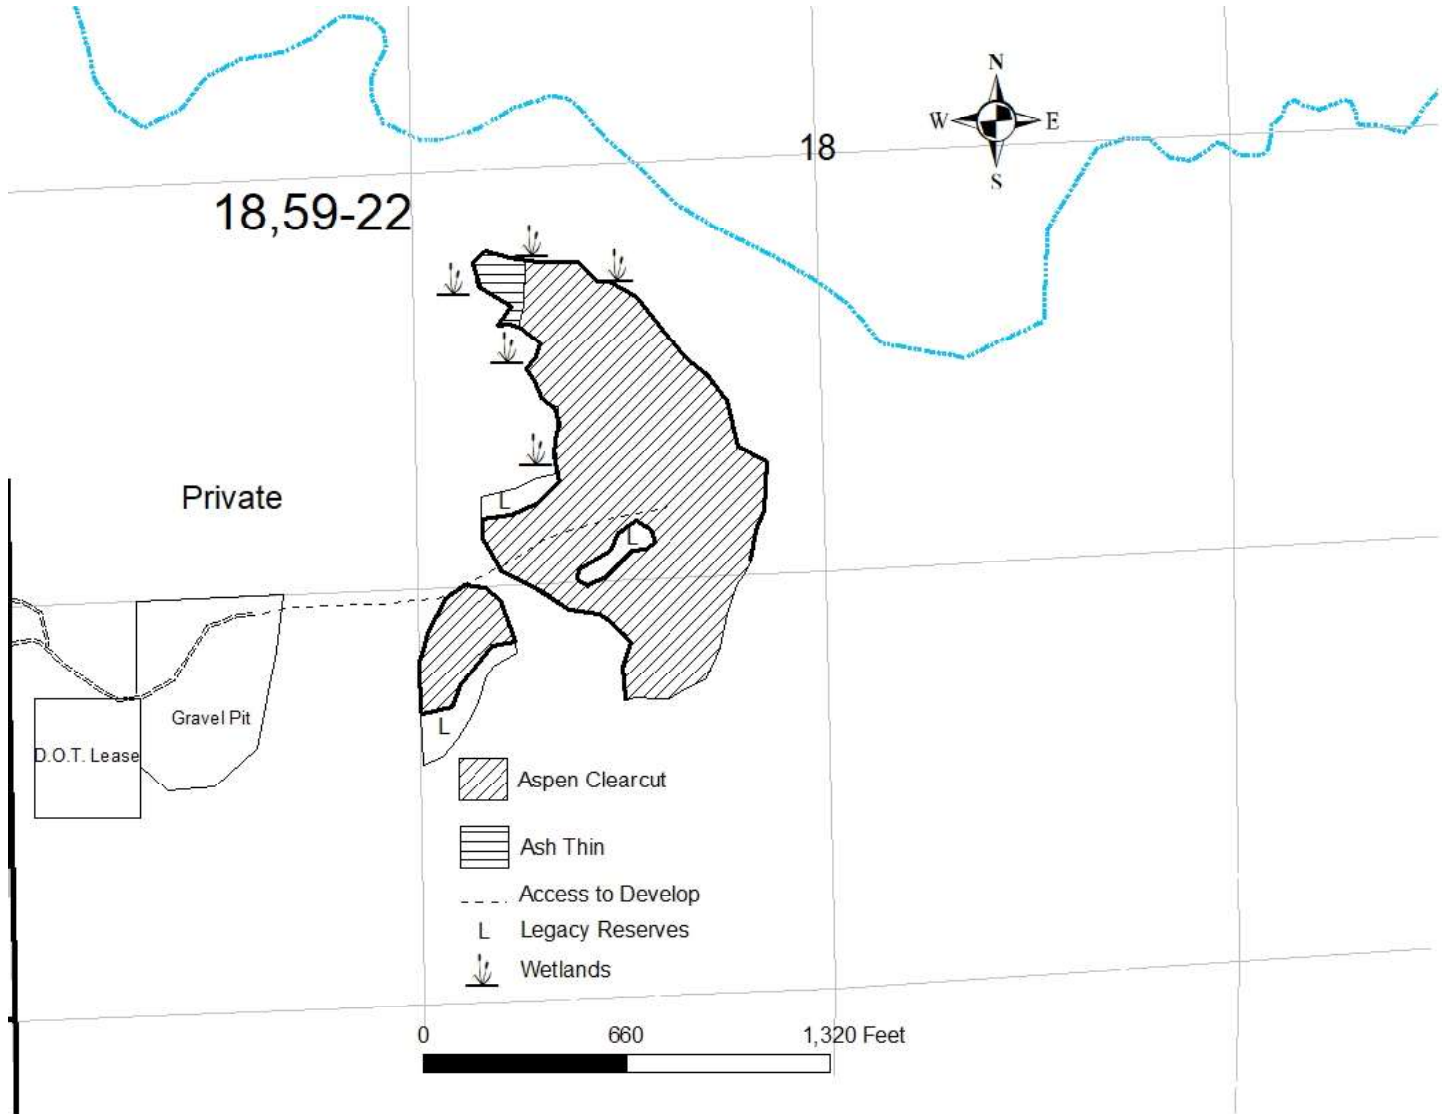 N
W E
S
18
18,59-22
Private
L
L
Gravel Pit
D.O.T. Lease
L
Aspen Clearcut
Ash Thin
Access to Develop
L Legacy Reserves
Wetlands
0 660 1,320 Feet